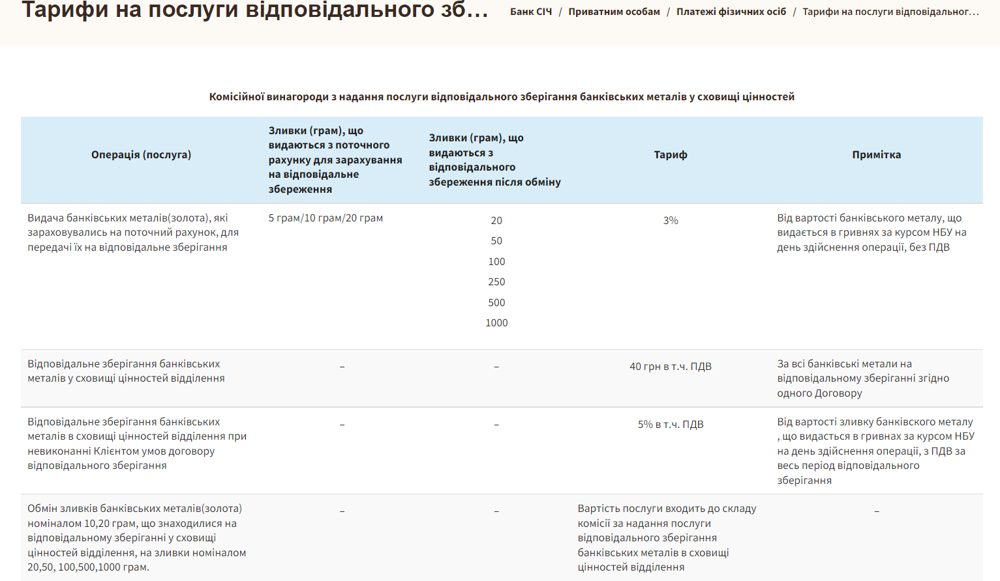 Тарифи на послуги відповідального зб...
Банк СІЧ / Приватним особам / Платежі фізичних осіб / Тарифи на послуги відповідальног...
Комісійної винагороди з надання послуги відповідального зберігання банківських металів у сховищі цінностей
Операція (послуга)
Зливки (грам), що
видаються з поточного
рахунку для зарахування
на відповідальне
збереження
Зливки (грам), що
видаються з
відповідального
збереження після обміну
Тариф
Примітка
Видача банківських металів(золота), які
зараховувались на поточний рахунок, для
передачі їх на відповідальне зберігання
5 грам/10 грам/20 грам
20
50
100
250
500
1000
3%
Від вартості банківського металу, що
видається в гривнях за курсом НБУ на
день здійснення операції, без ПДВ
Відповідальне зберігання банківських
металів у сховищі цінностей відділення
–
–
40 грн в т.ч. ПДВ
За всі банківські метали на
відповідальному зберіганні згідно
одного Договору
Відповідальне зберігання банківських
металів в сховищі цінностей відділення при
невиконанні Клієнтом умов договору
відповідального зберігання
–
–
5% в т.ч. ПДВ
Від вартості зливку банківского металу
, що видасться в гривнах за курсом НБУ
на день здійснення операції, з ПДВ за
весь період відповідального
зберігання
Обмін зливків банківських металів(золота)
номіналом 10,20 грам, що знаходилися на
відповідальному зберіганні у сховищі
цінностей відділення, на зливки номіналом
20,50, 100,500,1000 грам.
–
–
Вартість послуги входить до складу
комісії за надання послуги
відповідального зберігання
банківських металів в сховищі
цінностей відділення
–